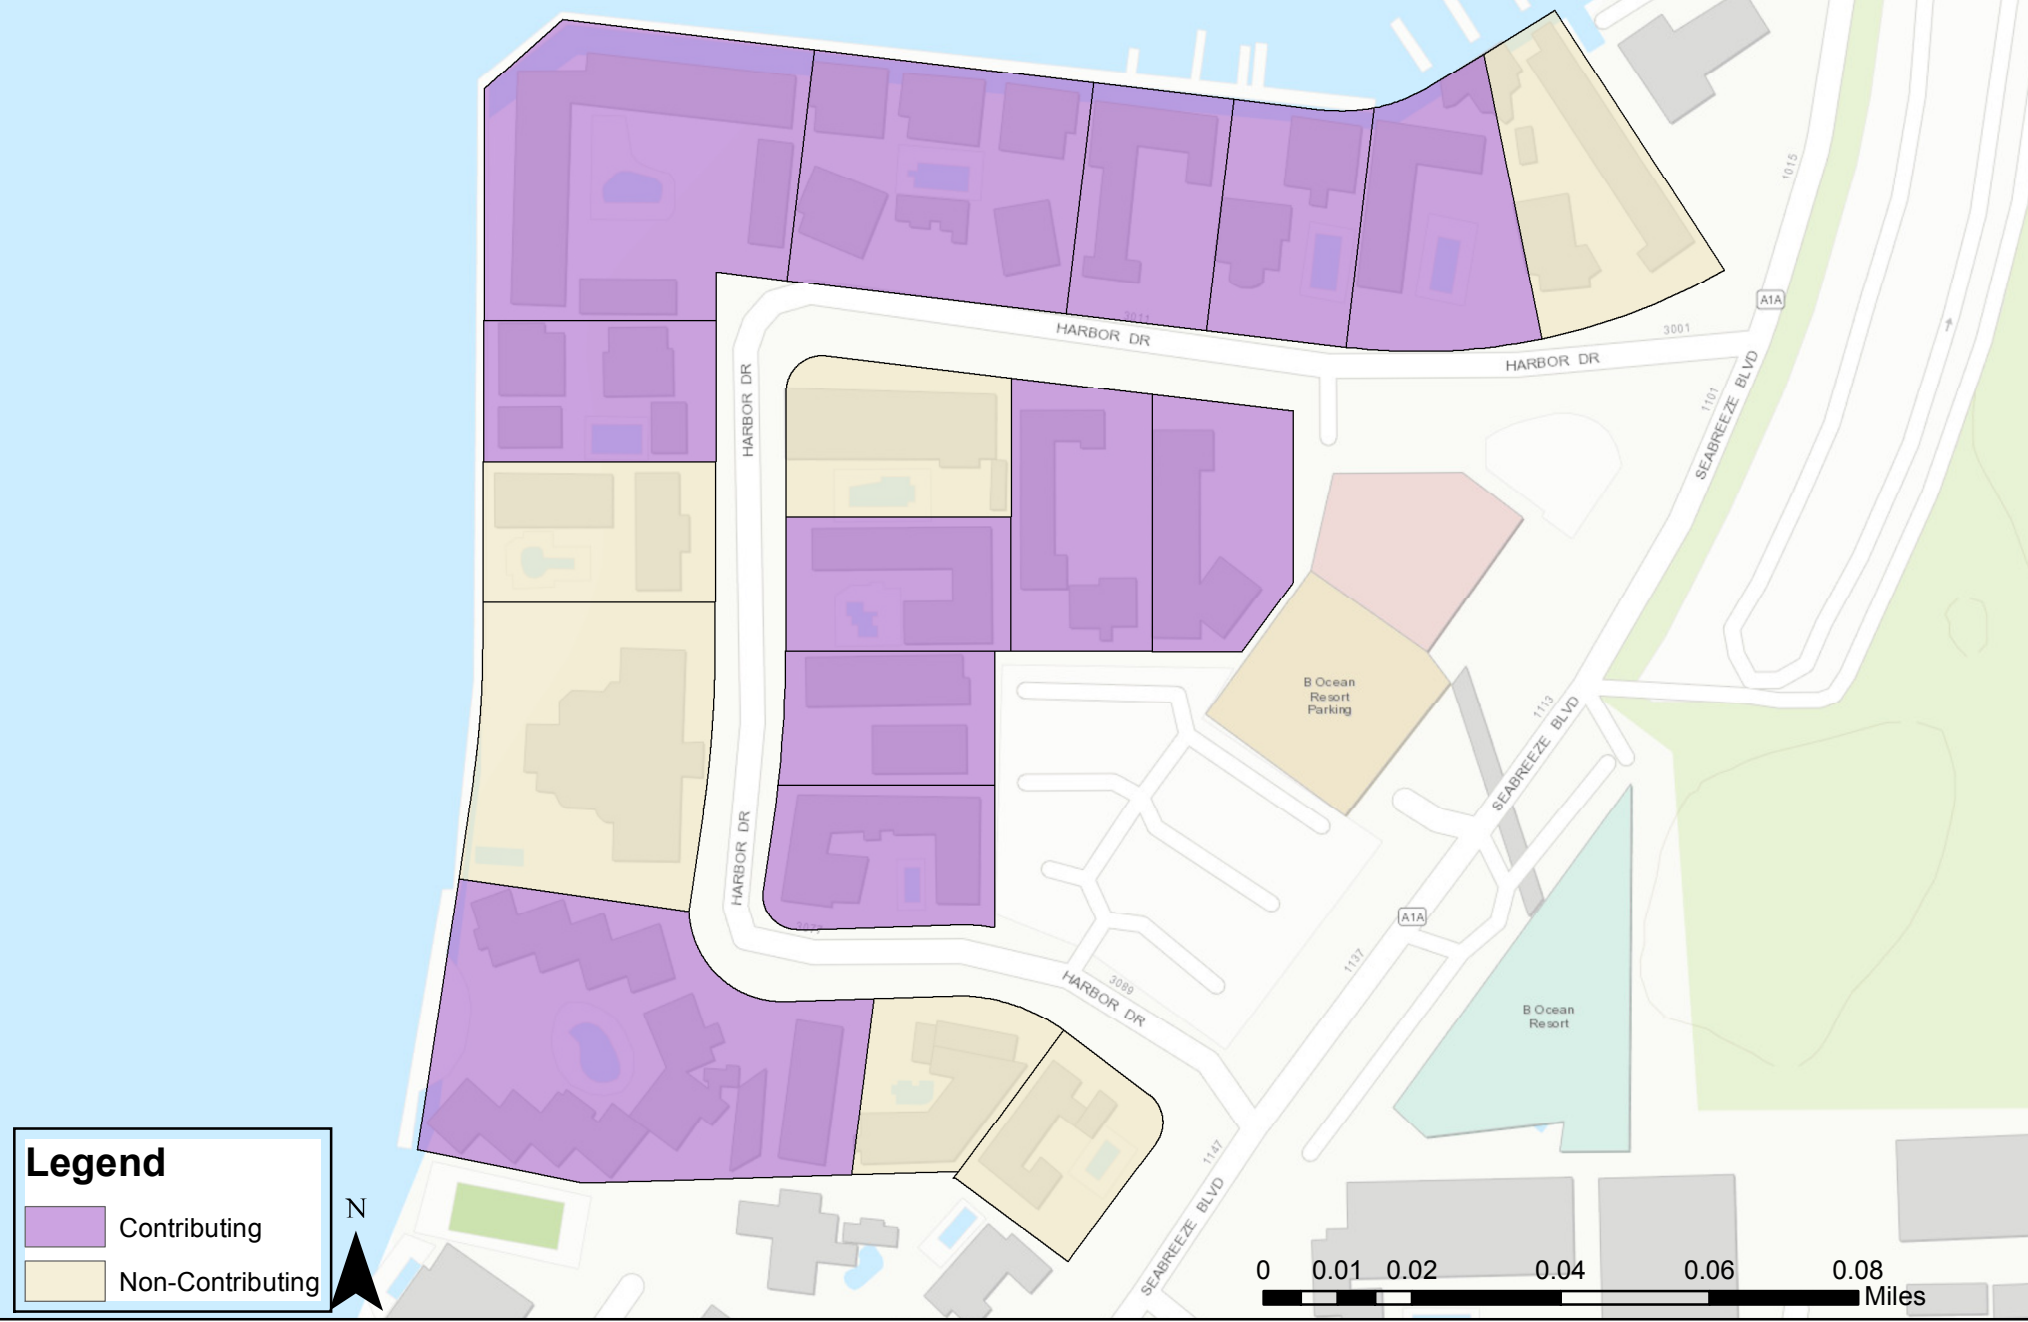 1015
A1A
3011
HARBOR DR
3001
HARBOR DR
SEABREEZE BLVD
1101
HARBOR DR
B Ocean
Resort
Parking
1113
SEABREEZE BLVD
HARBOR DR
3077
A1A
1137
3089
HARBOR DR
B Ocean
Resort
1147
SEABREEZE BLVD
Legend
Contributing
Non-Contributing
N
0 0.01 0.02 0.04 0.06 0.08
Miles